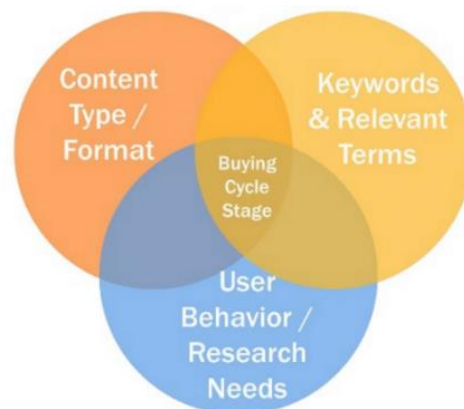 Content
Type /
Format
Keywords
& Relevant
Terms
Buying
Cycle
Stage
User
Behavior /
Research
Needs